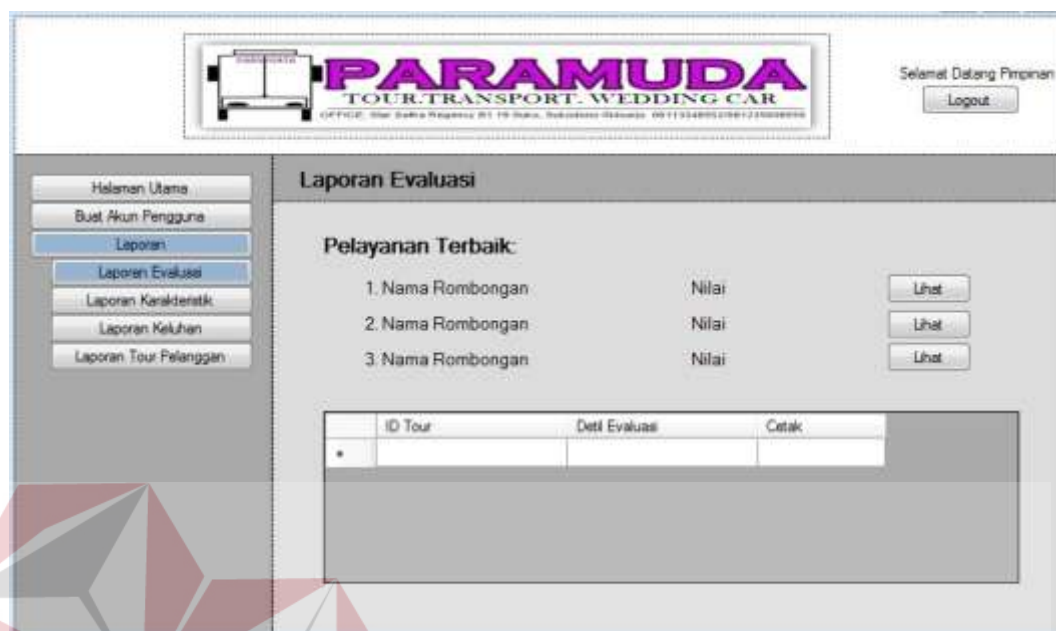 PARAMUDA
TOUR.TRANSPORT. WEDDING CAR
Selamat Datang Pimpinan
Logout
Halaman Utama
Buat Akun Pengguna
Laporan
Laporan Evaluasi
Laporan Karakteristik
Laporan Keluhan
Laporan Tour Pelanggan
Laporan Evaluasi
Pelayanan Terbaik:
1. Nama Rombongan Nilai Lihat
2. Nama Rombongan Nilai Lihat
3. Nama Rombongan Nilai Lihat
ID Tour Detil Evaluasi Cetak